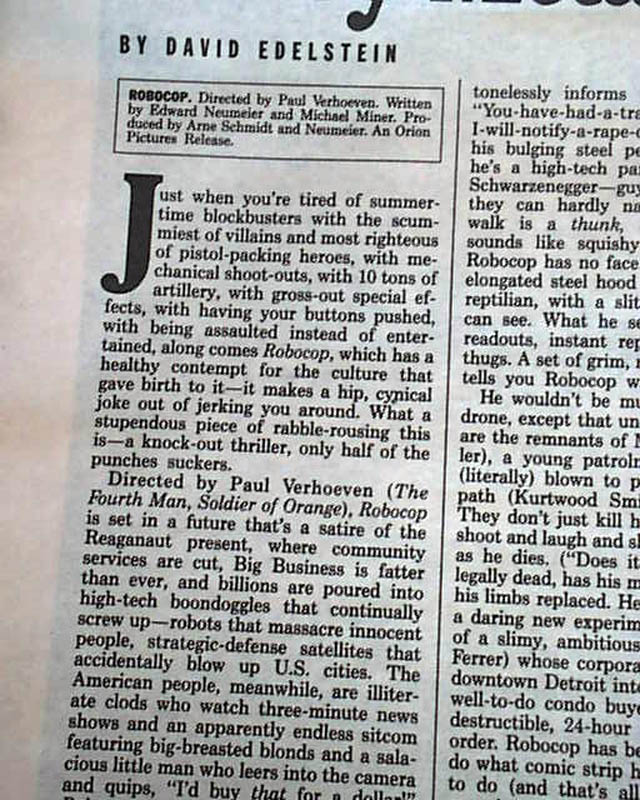 BY DAVID EDELSTEIN
ROBOCOP. Directed by Paul Verhoeven. Written
by Edward Neumeier and Michael Miner. Pro-
duced by Arne Schmidt and Neumeier. An Orion
Pictures Release.
Just when you're tired of summer-
time blockbusters with the scum-
miest of villains and most righteous
of pistol-packing heroes, with me-
chanical shoot-outs, with 10 tons of
artillery, with gross-out special ef-
fects, with having your buttons pushed,
with being assaulted instead of enter-
tained, along comes Robocop, which has a
healthy contempt for the culture that
gave birth to it—it makes a hip, cynical
joke out of jerking you around. What a
stupendous piece of rabble-rousing this
is—a knock-out thriller, only half of the
punches suckers.
Directed by Paul Verhoeven (The
Fourth Man, Soldier of Orange), Robocop
is set in a future that's a satire of the
Reaganaut present, where community
services are cut, Big Business is fatter
than ever, and billions are poured into
high-tech boondoggles that continually
screw up—robots that massacre innocent
people, strategic-defense satellites that
accidentally blow up U.S. cities. The
American people, meanwhile, are illiter-
ate clods who watch three-minute news
shows and an apparently endless sitcom
featuring big-breasted blonds and a sala-
cious little man who leers into the camera
and quips, "I'd buy that for a dollar!"
tonelessly informs
"You-have-had-a-tra
I-will-notify-a-rape-
his bulging steel pe
he's a high-tech pa
Schwarzenegger—guy
they can hardly na
walk is a thunk,
sounds like squishy
Robocop has no face
elongated steel hood
reptilian, with a slit
can see. What he se
readouts, instant rep
thugs. A set of grim,
tells you Robocop w
He wouldn't be mu
drone, except that un
are the remnants of M
ler), a young patrol
(literally) blown to p
path (Kurtwood Smi
They don't just kill h
shoot and laugh and s
as he dies. ("Does it
legally dead, has his m
his limbs replaced. He
a daring new experim
of a slimy, ambitious
Ferrer) whose corpora
downtown Detroit into
well-to-do condo buye
destructible, 24-hour
order. Robocop has be
do what comic strip h
to do (and that's all